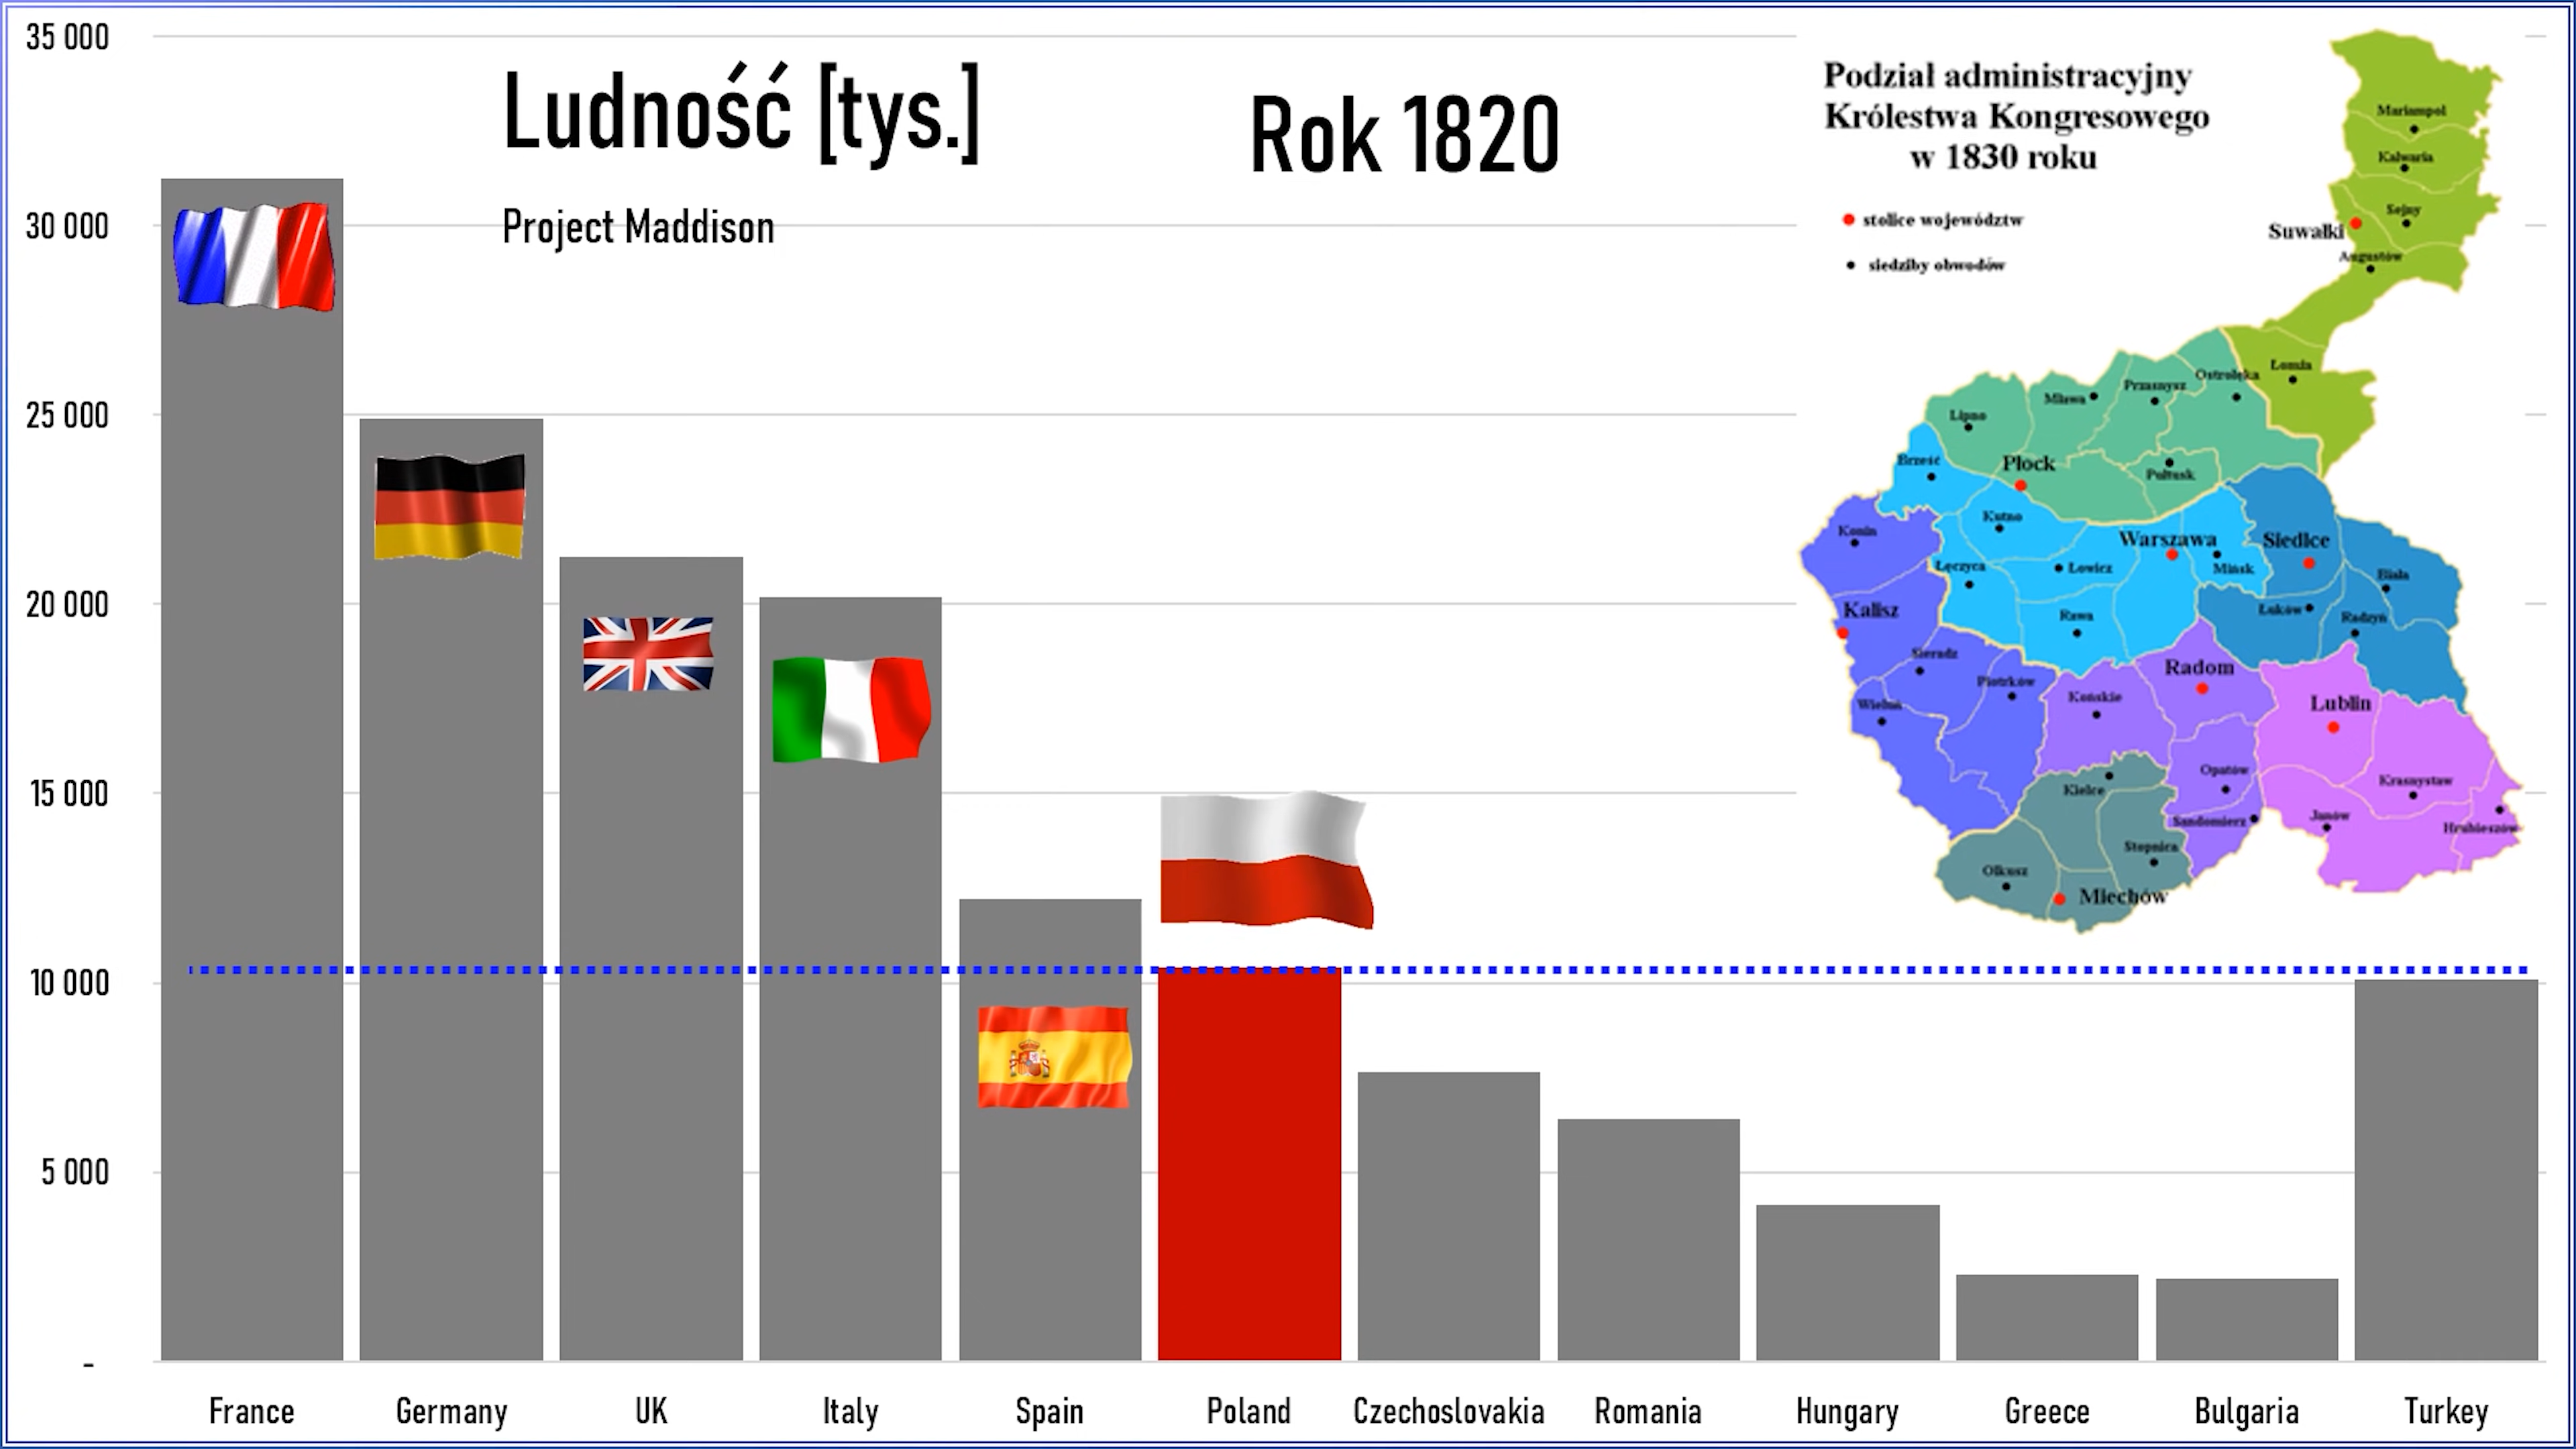 35 000
30 000
25 000
20 000
15 000
10 000
5 000
-
Ludność [tys.]
Project Maddison
Rok 1820
Podział administracyjny
Królestwa Kongresowego
w 1830 roku
stolice województw
siedziby obwodów
Mariampol
Kalwaria
Sejny
Suwałki
Augustów
Łomża
Ostrołęka
Przasnysz
Mława
Lipno
Brześć
Płock
Pułtusk
Konin
Kutno
Warszawa
Siedlce
Łęczyca
Łowicz
Mińsk
Biała
Kalisz
Rawa
Łuków
Radzyń
Sieradz
Piotrków
Radom
Wieluń
Końskie
Lublin
Opatów
Kielce
Krasnystaw
Sandomierz
Janów
Hrubieszów
Stopnica
Olkusz
Miechów
France
Germany
UK
Italy
Spain
Poland
Czechoslovakia
Romania
Hungary
Greece
Bulgaria
Turkey